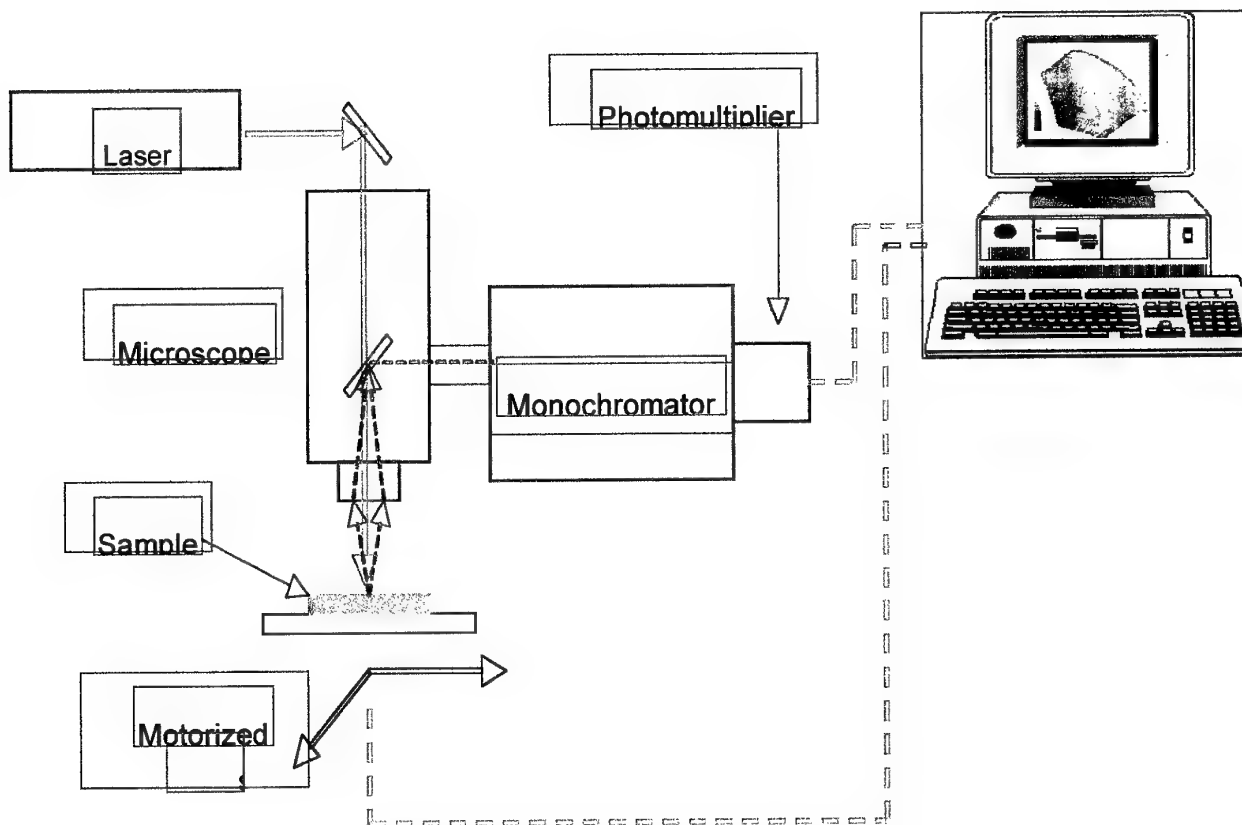 Photomultiplier
Laser
Microscope
Monochromator
Sample
Motorized